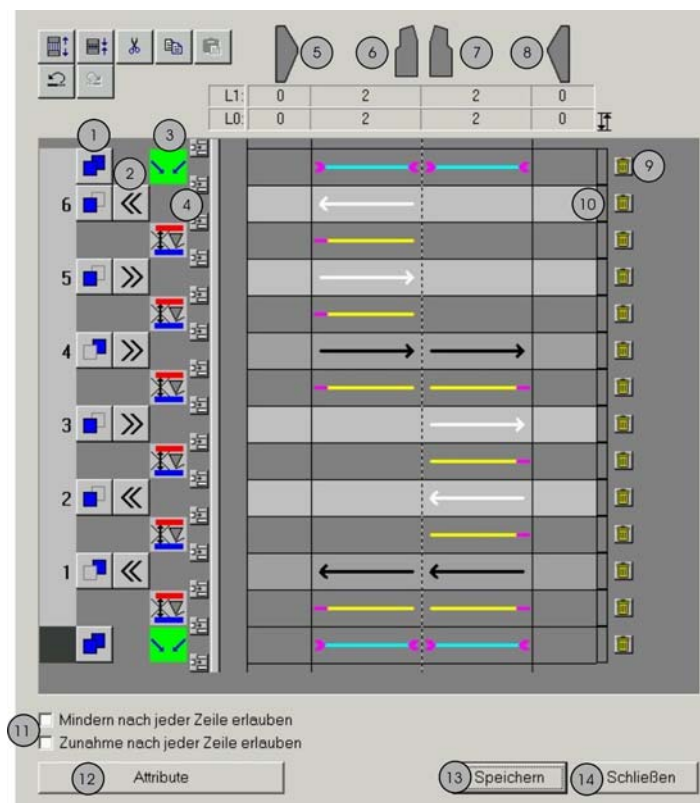 5 6 7 8
L1: 0 2 2 0
L0: 0 2 2 0
1 3
2 9
6 4 10
5
4
3
2
1
11 Mindern nach jeder Zeile erlauben
Zunahme nach jeder Zeile erlauben
12 Attribute 13 Speichern 14 Schließen